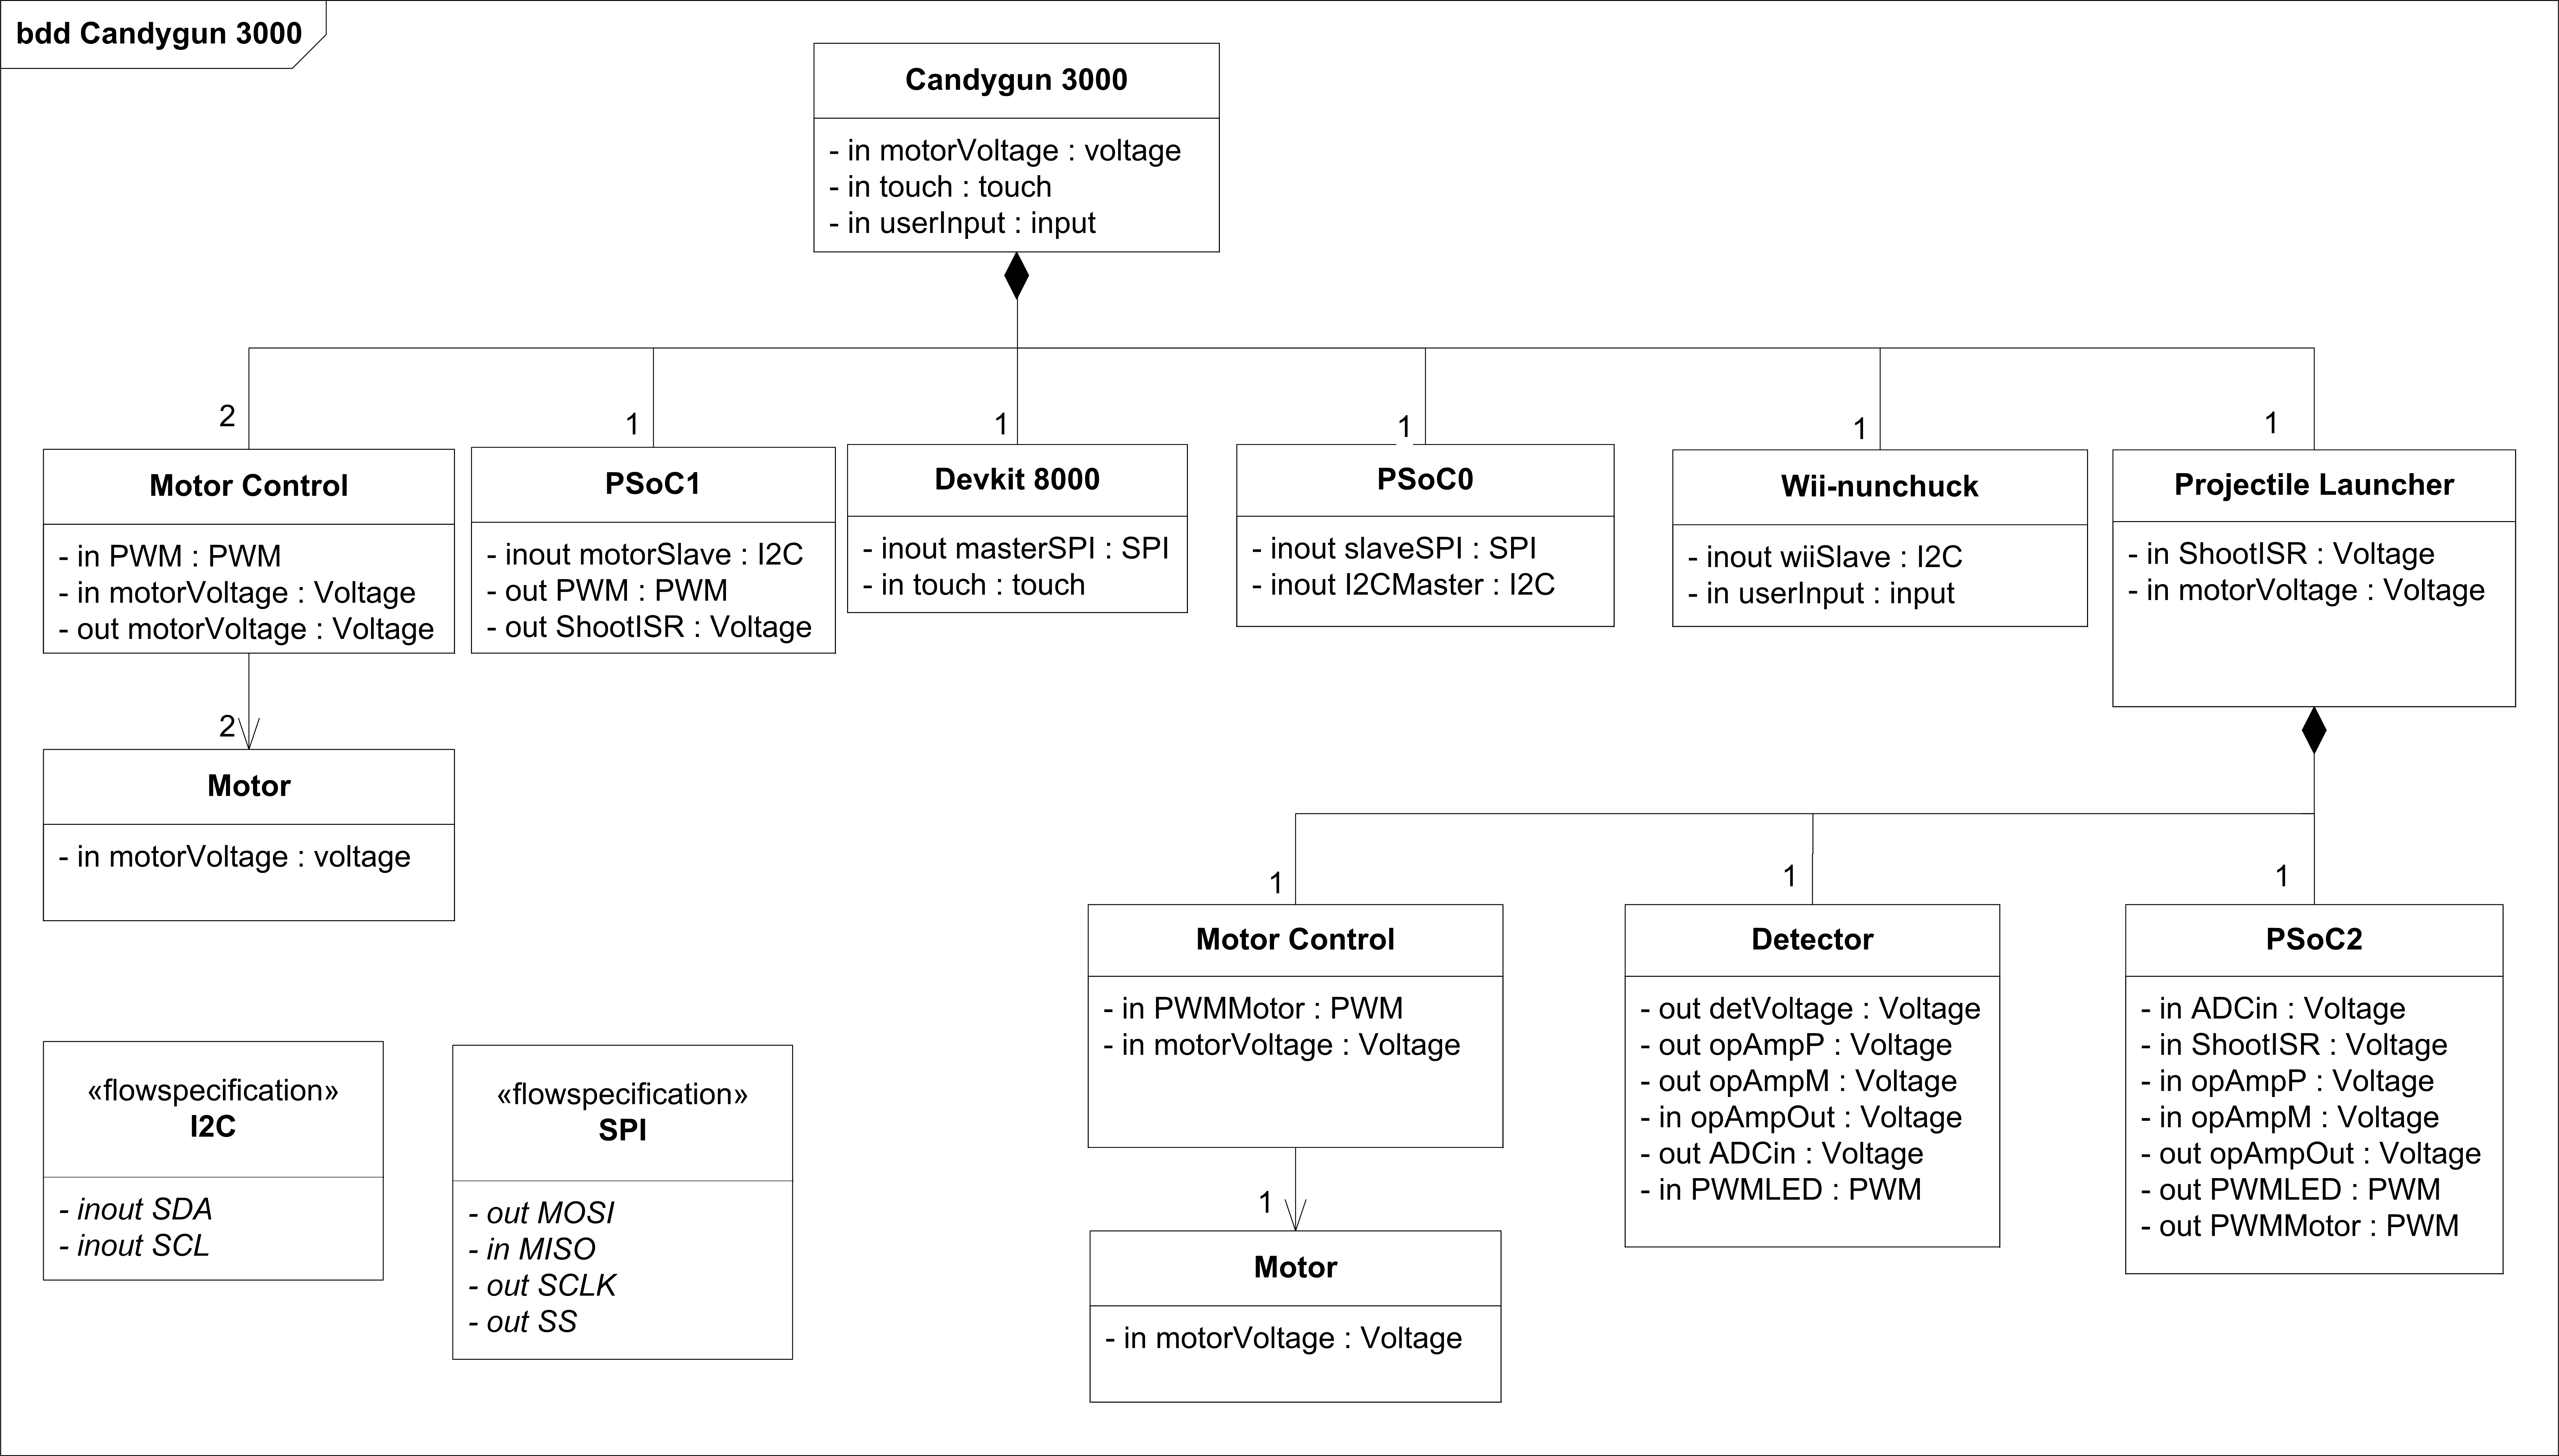 bdd Candygun 3000
Candygun 3000
- in motorVoltage : voltage
- in touch : touch
- in userInput : input
2
1
1
1
1
1
Motor Control
- in PWM : PWM
- in motorVoltage : Voltage
- out motorVoltage : Voltage
PSoC1
- inout motorSlave : I2C
- out PWM : PWM
- out ShootISR : Voltage
Devkit 8000
- inout masterSPI : SPI
- in touch : touch
PSoC0
- inout slaveSPI : SPI
- inout I2CMaster : I2C
Wii-nunchuck
- inout wiiSlave : I2C
- in userInput : input
Projectile Launcher
- in ShootISR : Voltage
- in motorVoltage : Voltage
2
Motor
- in motorVoltage : voltage
1
1
1
Motor Control
- in PWMMotor : PWM
- in motorVoltage : Voltage
Detector
- out detVoltage : Voltage
- out opAmpP : Voltage
- out opAmpM : Voltage
- in opAmpOut : Voltage
- out ADCin : Voltage
- in PWMLED : PWM
PSoC2
- in ADCin : Voltage
- in ShootISR : Voltage
- in opAmpP : Voltage
- in opAmpM : Voltage
- out opAmpOut : Voltage
- out PWMLED : PWM
- out PWMMotor : PWM
«flowspecification»
I2C
- inout SDA
- inout SCL
«flowspecification»
SPI
- out MOSI
- in MISO
- out SCLK
- out SS
1
Motor
- in motorVoltage : Voltage